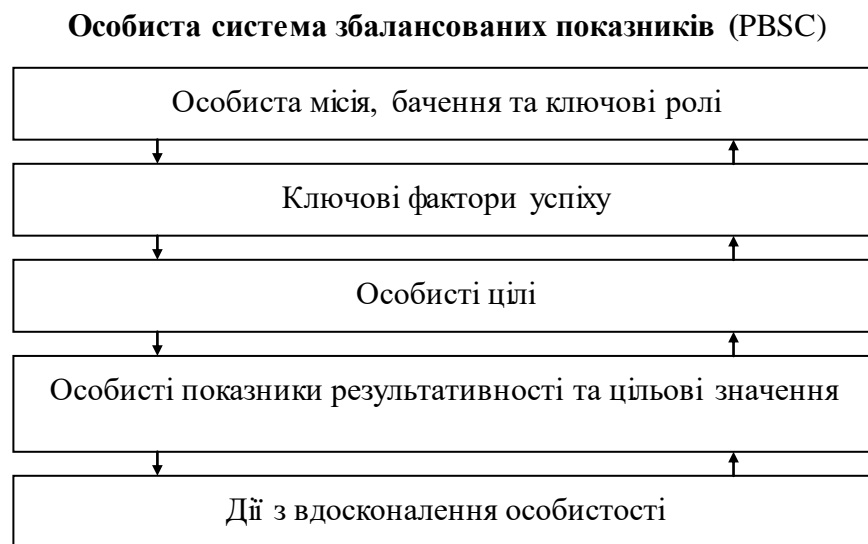 Особиста система збалансованих показників (PBSC)
Особиста місія, бачення та ключові ролі
Ключові фактори успіху
Особисті цілі
Особисті показники результативності та цільові значення
Дії з вдосконалення особистості